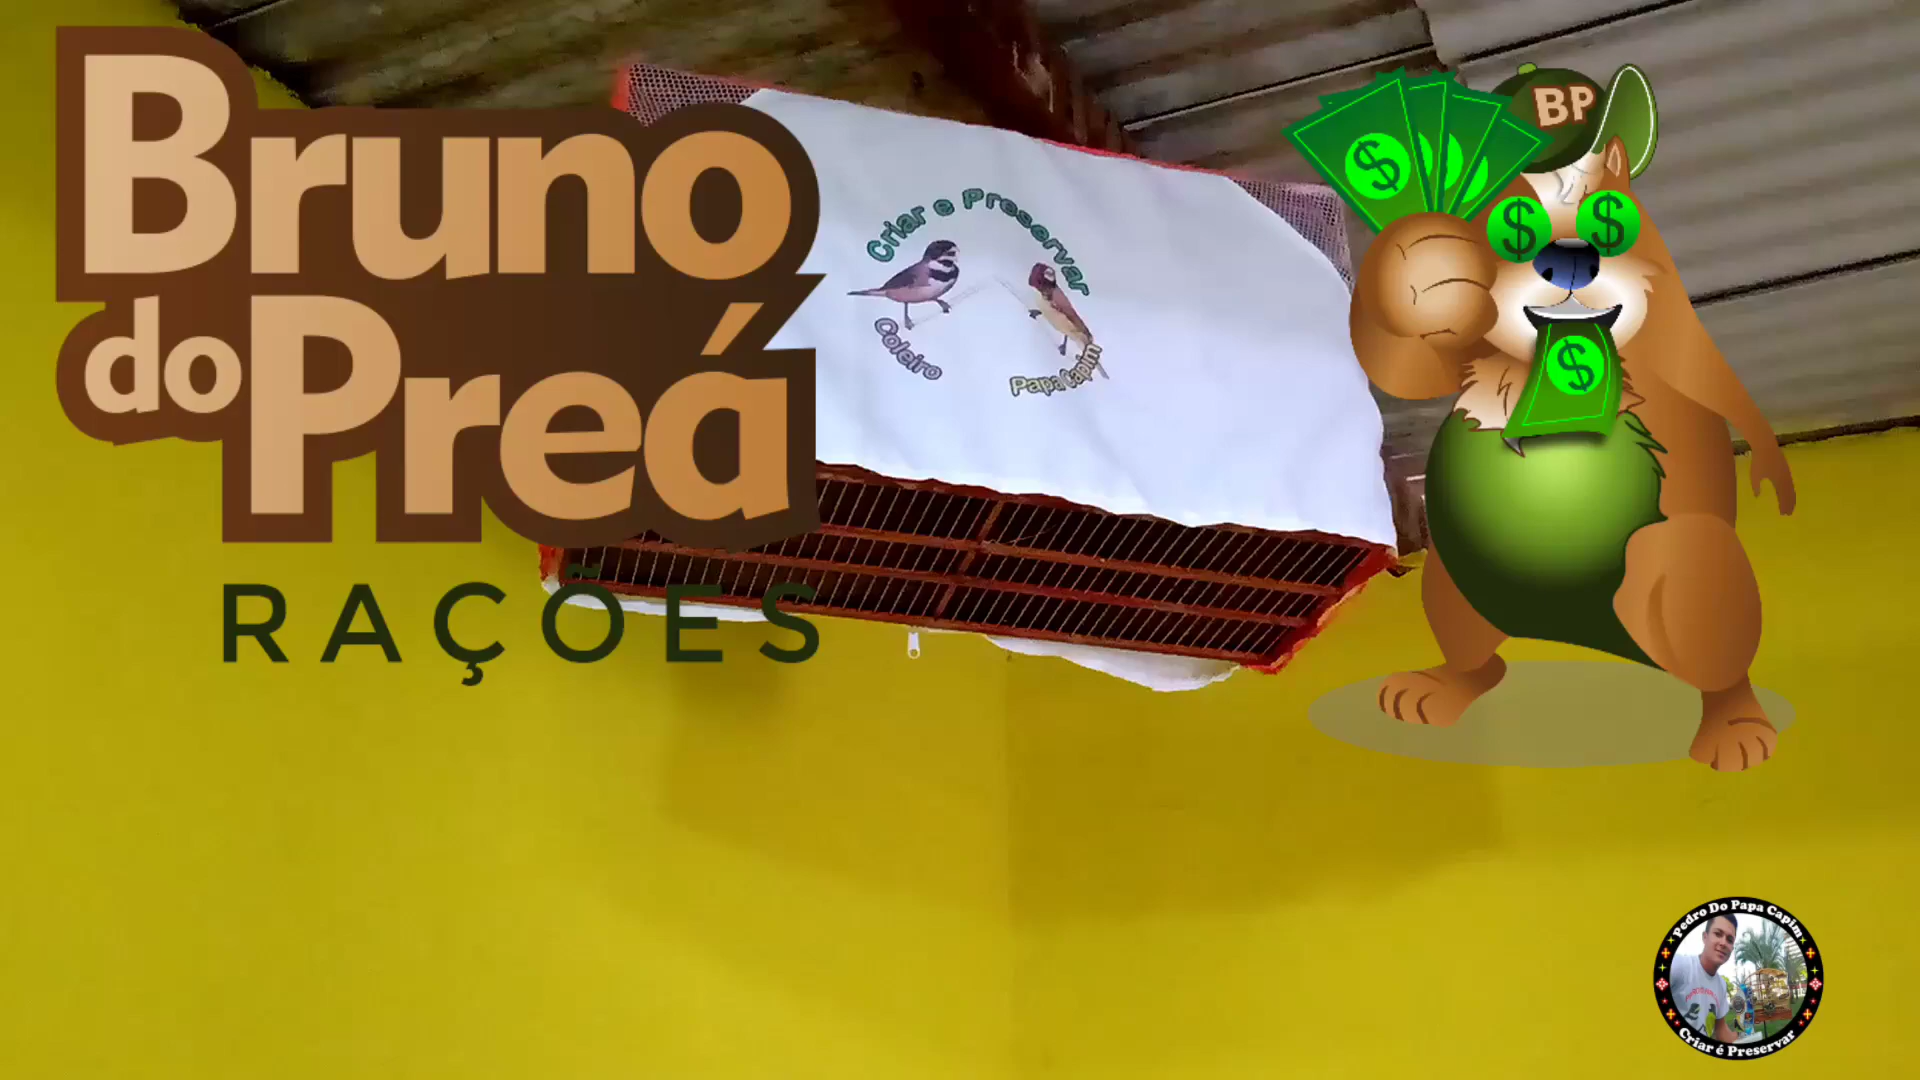 Bruno
do Preá
RAÇÕES
Criar e Preservar
Coleiro
Papa Capim
BP
$
$
$
$
Pedro Do Papa Capim
Criar é Preservar